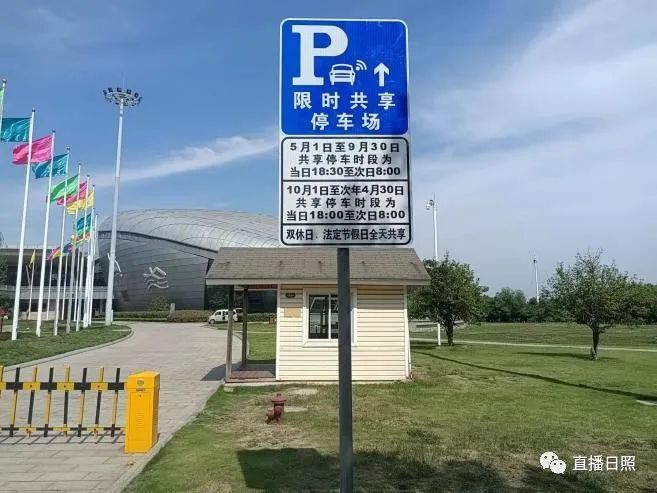 P
限时共享
停车场
5月1日至9月30日
共享停车时段为
当日18:30至次日8:00
10月1日至次年4月30日
共享停车时段为
当日18:00至次日8:00
双休日、法定节假日全天共享
直播日照